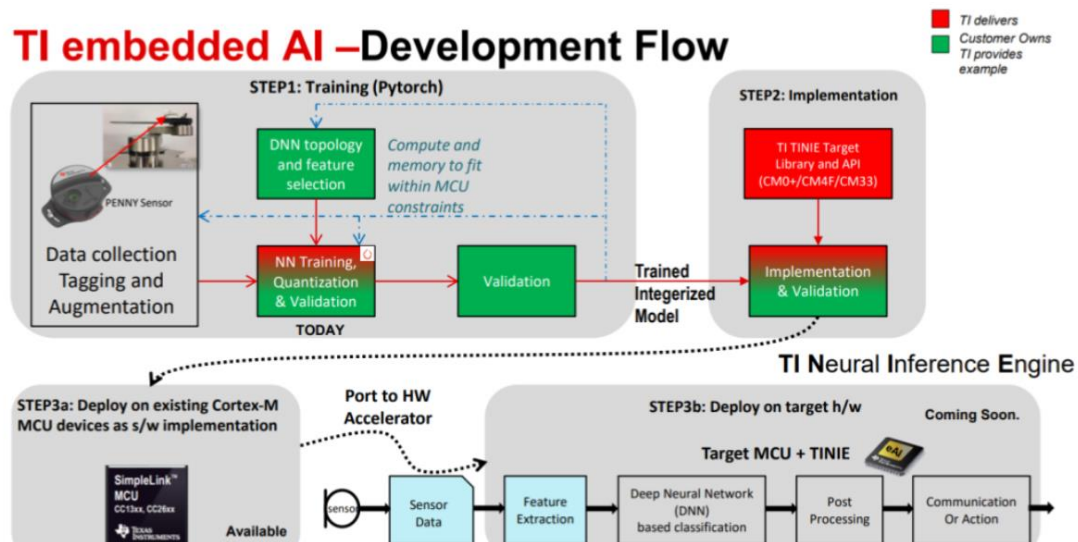 TI embedded AI –Development Flow
TI delivers
Customer Owns
TI provides
example
STEP1: Training (Pytorch)
STEP2: Implementation
PENNY Sensor
Data collection
Tagging and
Augmentation
DNN topology
and feature
selection
Compute and
memory to fit
within MCU
constraints
NN Training,
Quantization
& Validation
TODAY
Validation
Trained
Integerized
Model
TI TINIE Target
Library and API
(CM0+/CM4F/CM33)
Implementation
& Validation
TI Neural Inference Engine
STEP3a: Deploy on existing Cortex-M
MCU devices as s/w implementation
SimpleLink™
MCU
CC13xx, CC26xx
TEXAS
INSTRUMENTS
Available
Port to HW
Accelerator
STEP3b: Deploy on target h/w
Coming Soon.
Target MCU + TINIE
eAI
sensor
Sensor
Data
Feature
Extraction
Deep Neural Network
(DNN)
based classification
Post
Processing
Communication
Or Action